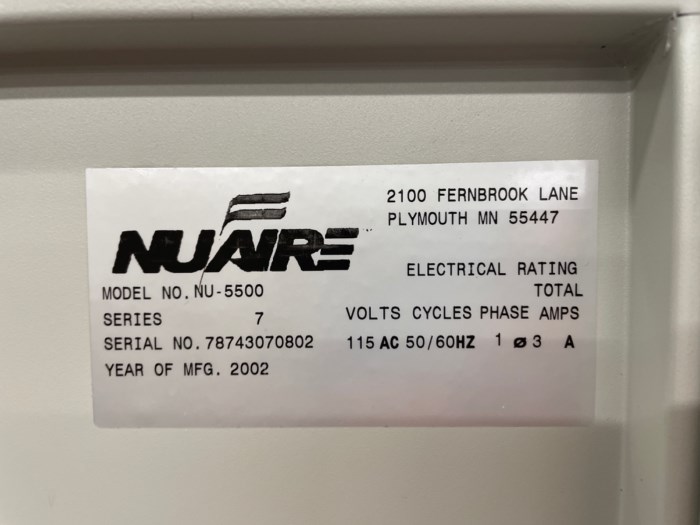 2100 FERNBROOK LANE
PLYMOUTH MN 55447
NUAIRE
ELECTRICAL RATING
TOTAL
MODEL NO. NU-5500
VOLTS CYCLES PHASE AMPS
SERIES 7
SERIAL NO. 78743070802
115 AC 50/60HZ 1 ø 3 A
YEAR OF MFG. 2002